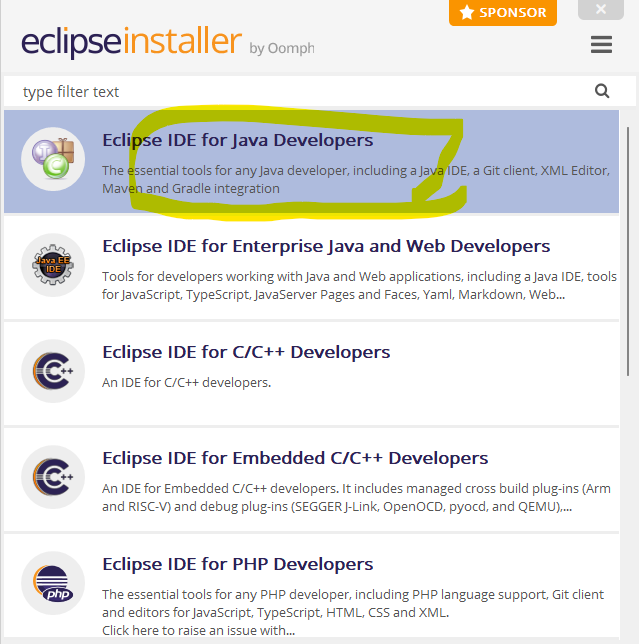 SPONSOR
eclipseinstaller by Oomph
type filter text
Eclipse IDE for Java Developers
The essential tools for any Java developer, including a Java IDE, a Git client, XML Editor,
Maven and Gradle integration
Java EE
IDE
Eclipse IDE for Enterprise Java and Web Developers
Tools for developers working with Java and Web applications, including a Java IDE, tools
for JavaScript, TypeScript, JavaServer Pages and Faces, Yaml, Markdown, Web...
C++
Eclipse IDE for C/C++ Developers
An IDE for C/C++ developers.
C++
Eclipse IDE for Embedded C/C++ Developers
An IDE for Embedded C/C++ developers. It includes managed cross build plug-ins (Arm
and RISC-V) and debug plug-ins (SEGGER J-Link, OpenOCD, pyocd, and QEMU),...
php
Eclipse IDE for PHP Developers
The essential tools for any PHP developer, including PHP language support, Git client
and editors for JavaScript, TypeScript, HTML, CSS and XML.
Click here to raise an issue with...